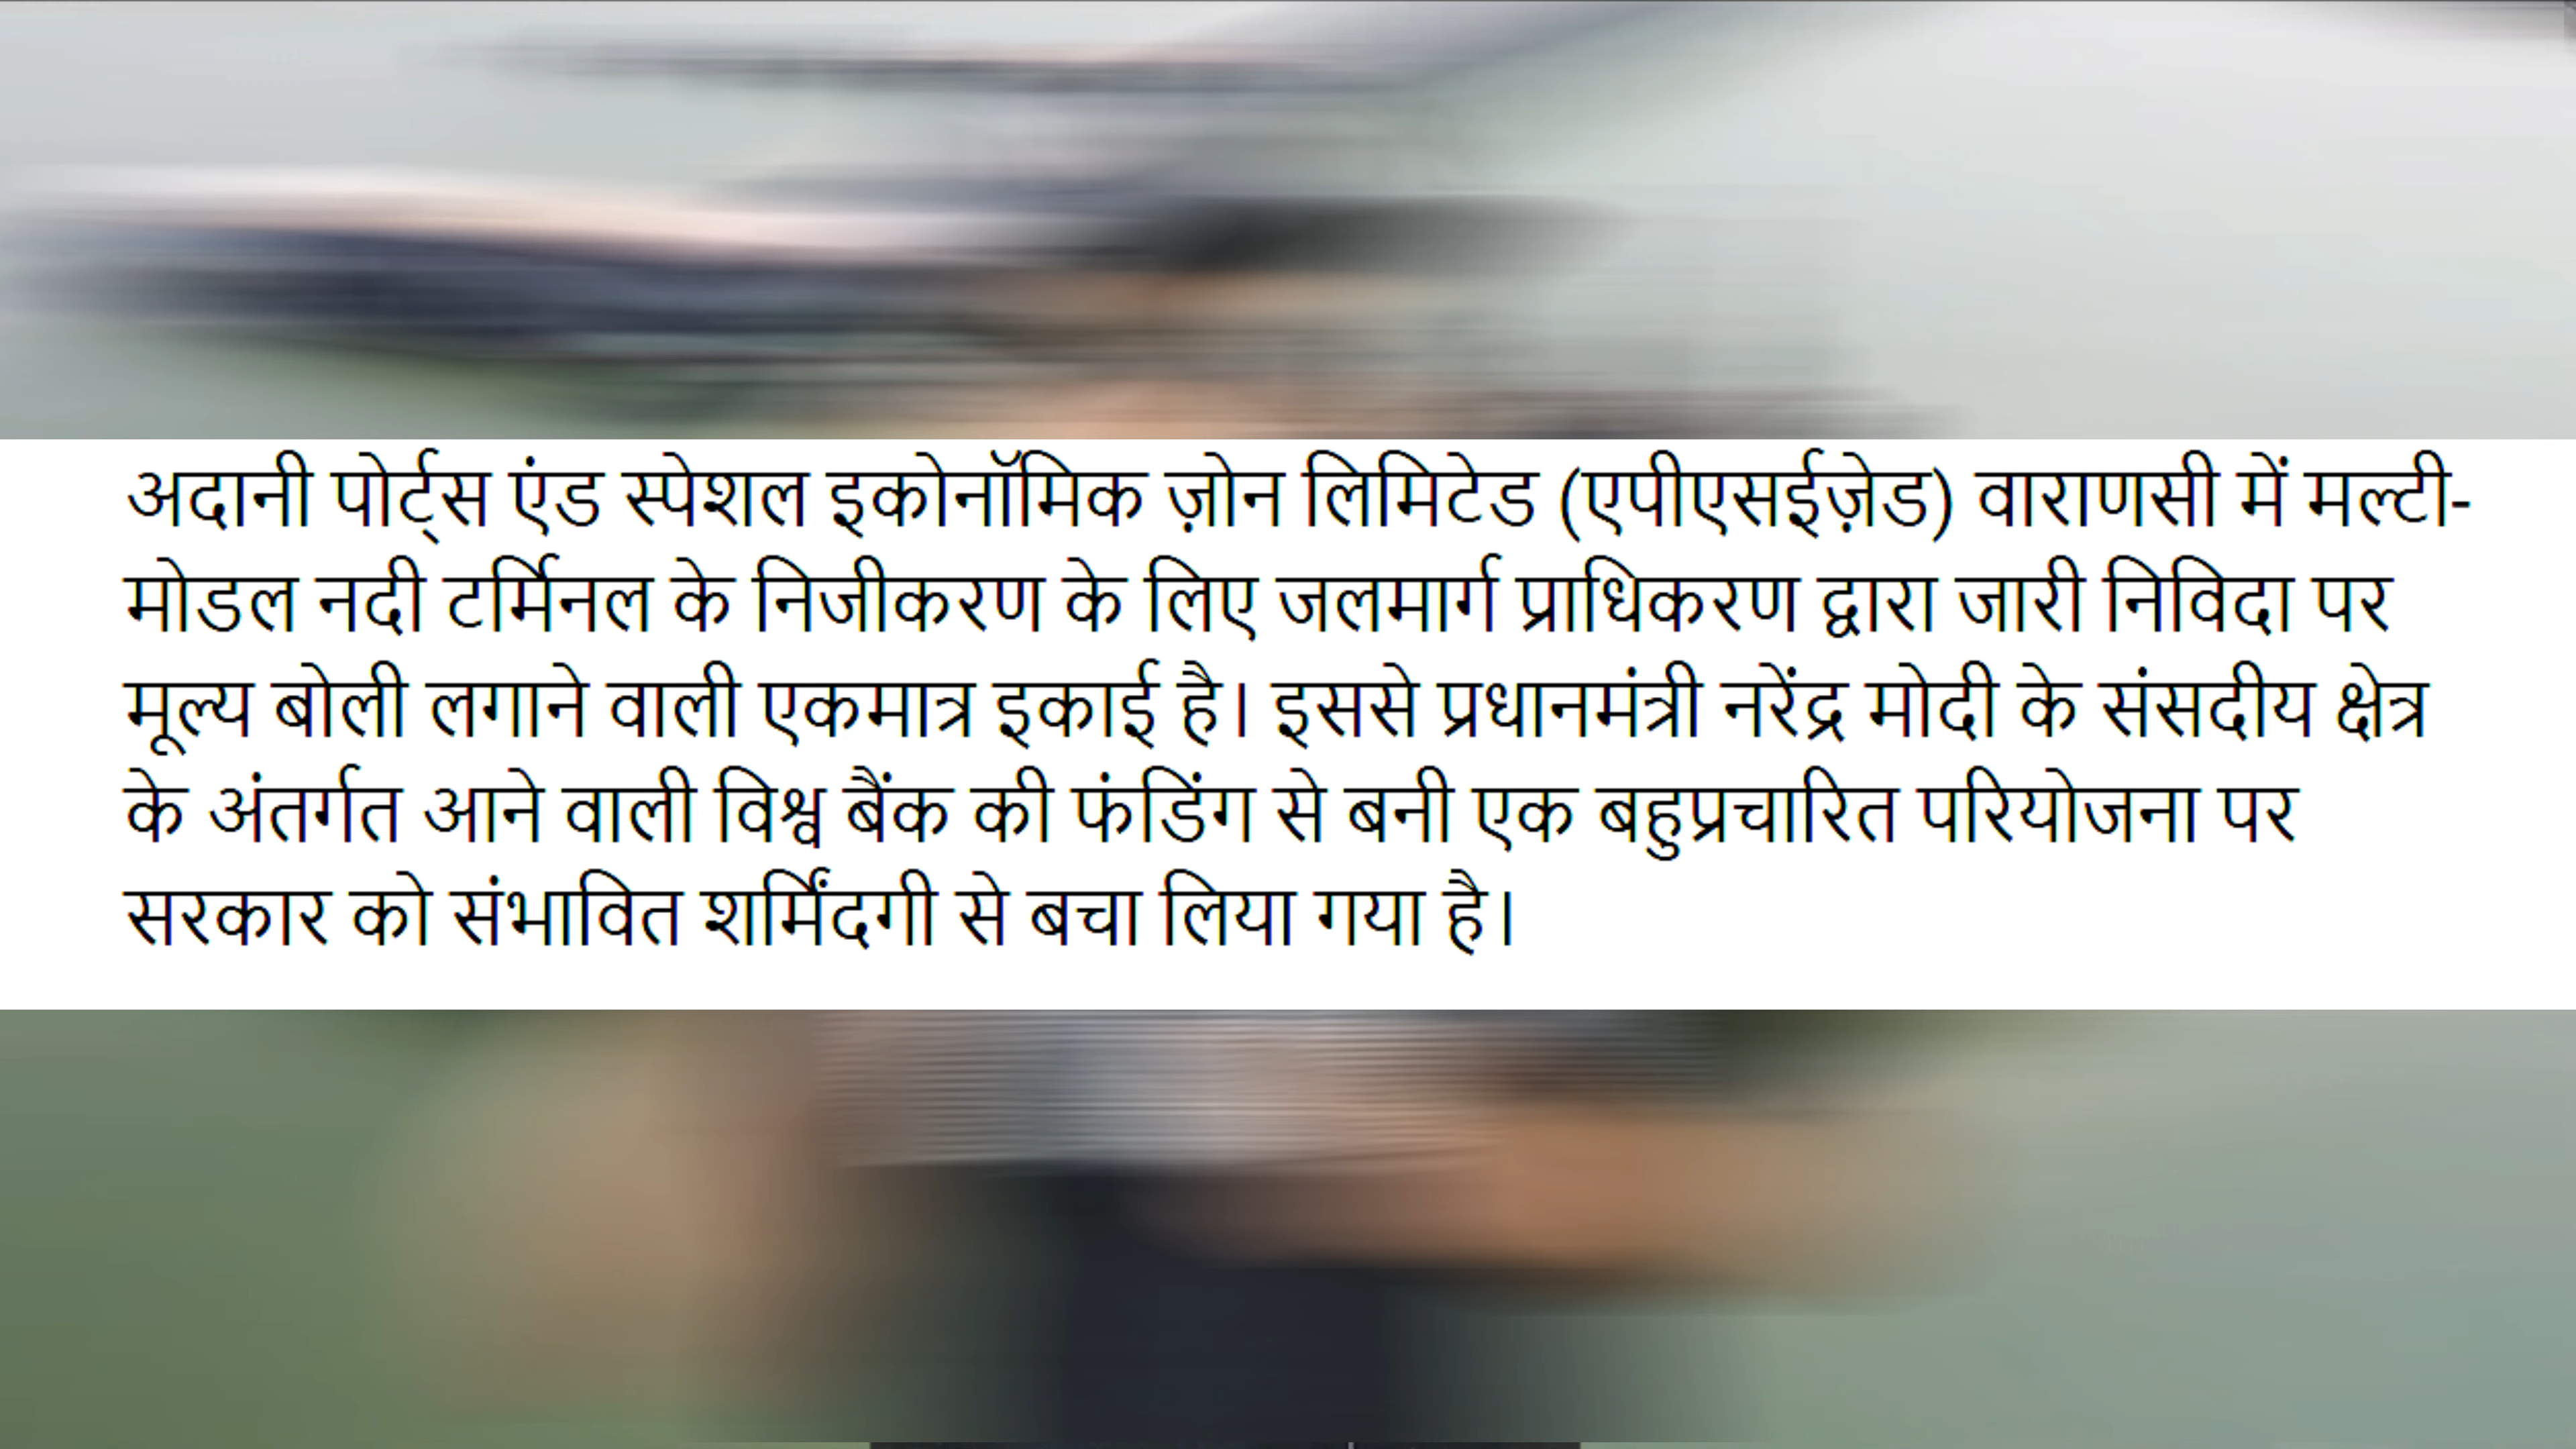 अदानी पोर्ट्स एंड स्पेशल इकोनॉमिक ज़ोन लिमिटेड (एपीएसईज़ेड) वाराणसी में मल्टी-
मोडल नदी टर्मिनल के निजीकरण के लिए जलमार्ग प्राधिकरण द्वारा जारी निविदा पर
मूल्य बोली लगाने वाली एकमात्र इकाई है। इससे प्रधानमंत्री नरेंद्र मोदी के संसदीय क्षेत्र
के अंतर्गत आने वाली विश्व बैंक की फंडिंग से बनी एक बहुप्रचारित परियोजना पर
सरकार को संभावित शर्मिंदगी से बचा लिया गया है।